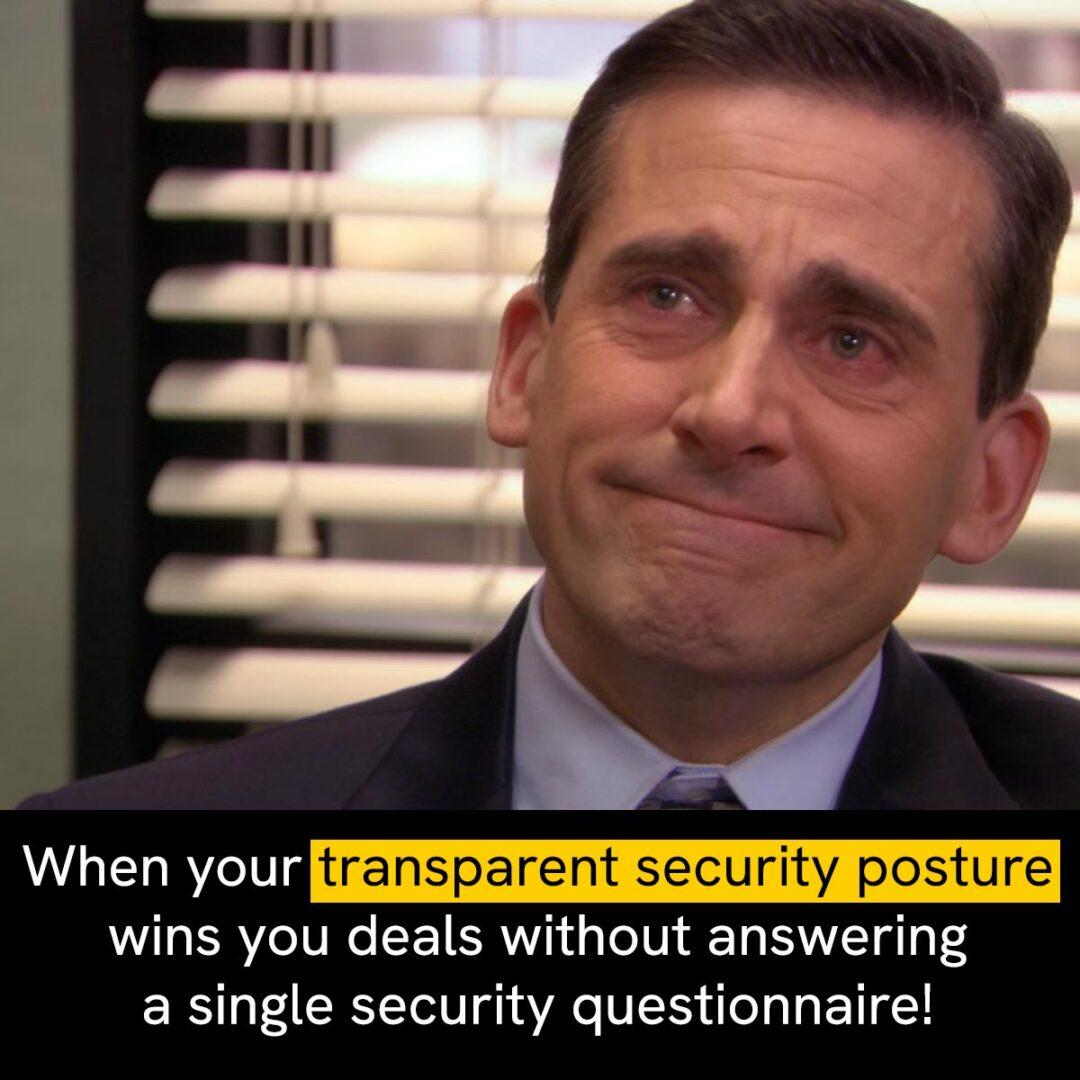 When your transparent security posture
wins you deals without answering
a single security questionnaire!